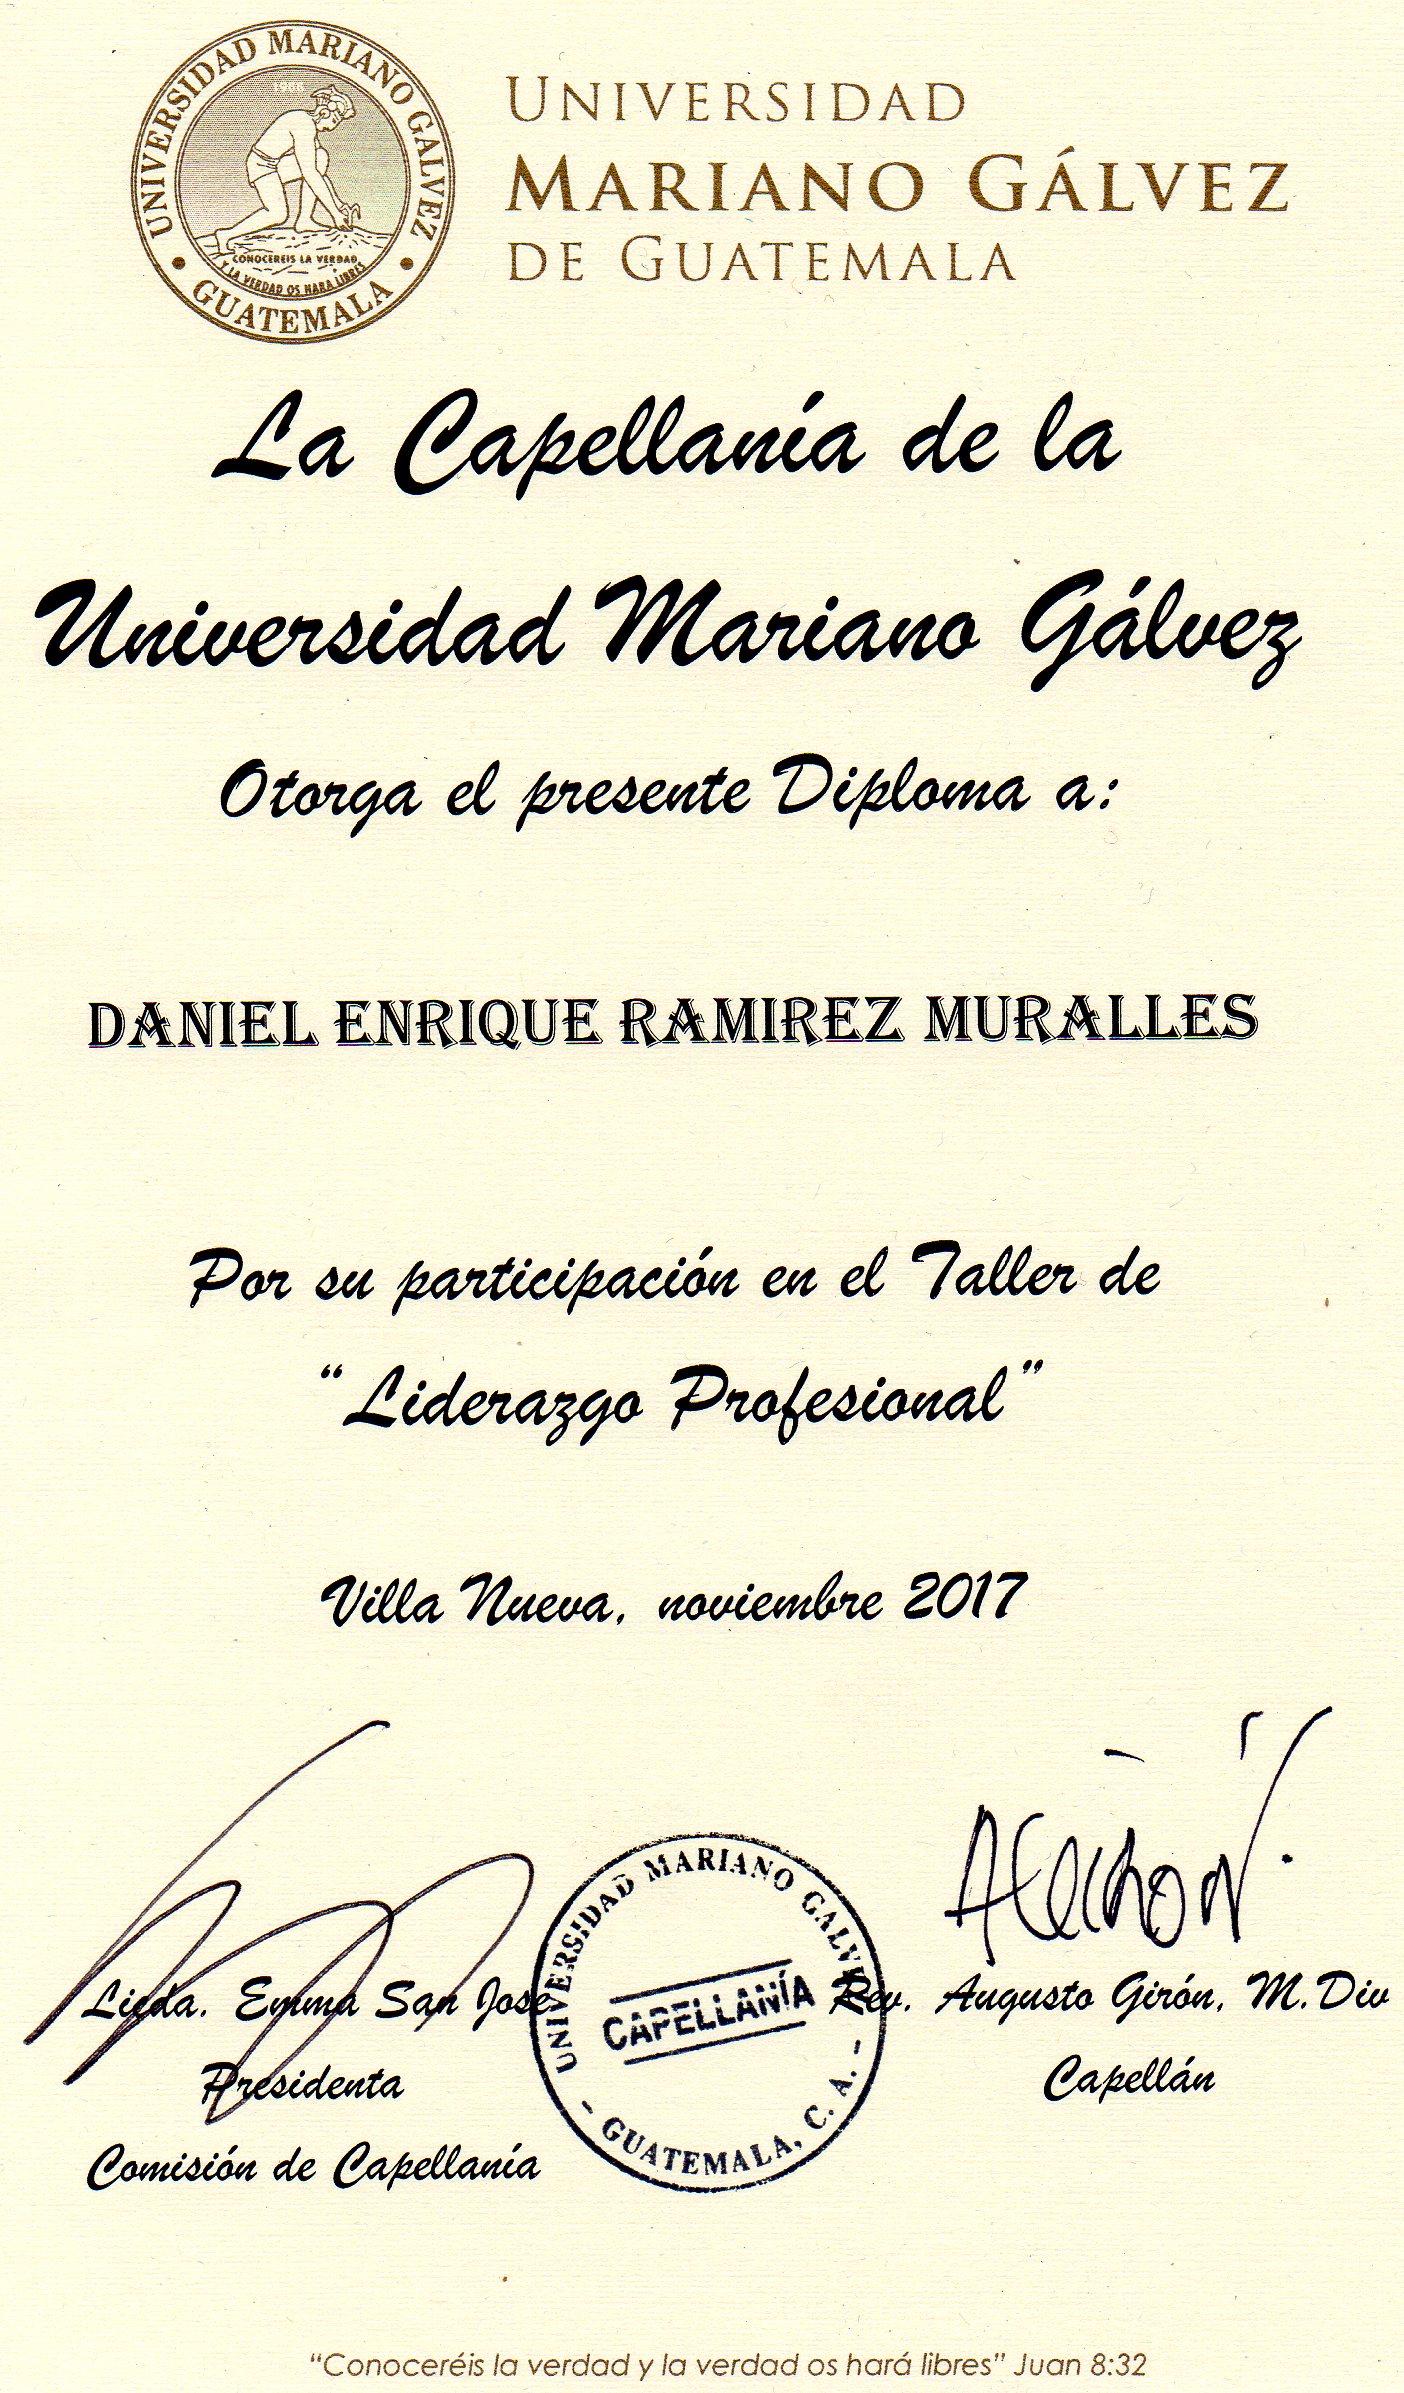 UNIVERSIDAD MARIANO GALVEZ
GUATEMALA
CONOCEREIS LA VERDAD
Y LA VERDAD OS HARA LIBRES
UNIVERSIDAD
MARIANO GÁLVEZ
DE GUATEMALA
La Capellanía de la
Universidad Mariano Gálvez
Otorga el presente Diploma a:
DANIEL ENRIQUE RAMIREZ MURALLES
Por su participación en el Taller de
“Liderazgo Profesional”
Villa Nueva, noviembre 2017
Licda. Emma San José
Presidenta
Comisión de Capellanía
UNIVERSIDAD MARIANO GALVEZ
CAPELLANÍA
- GUATEMALA, C. A. -
Rev. Augusto Girón, M.Div
Capellán
“Conoceréis la verdad y la verdad os hará libres” Juan 8:32